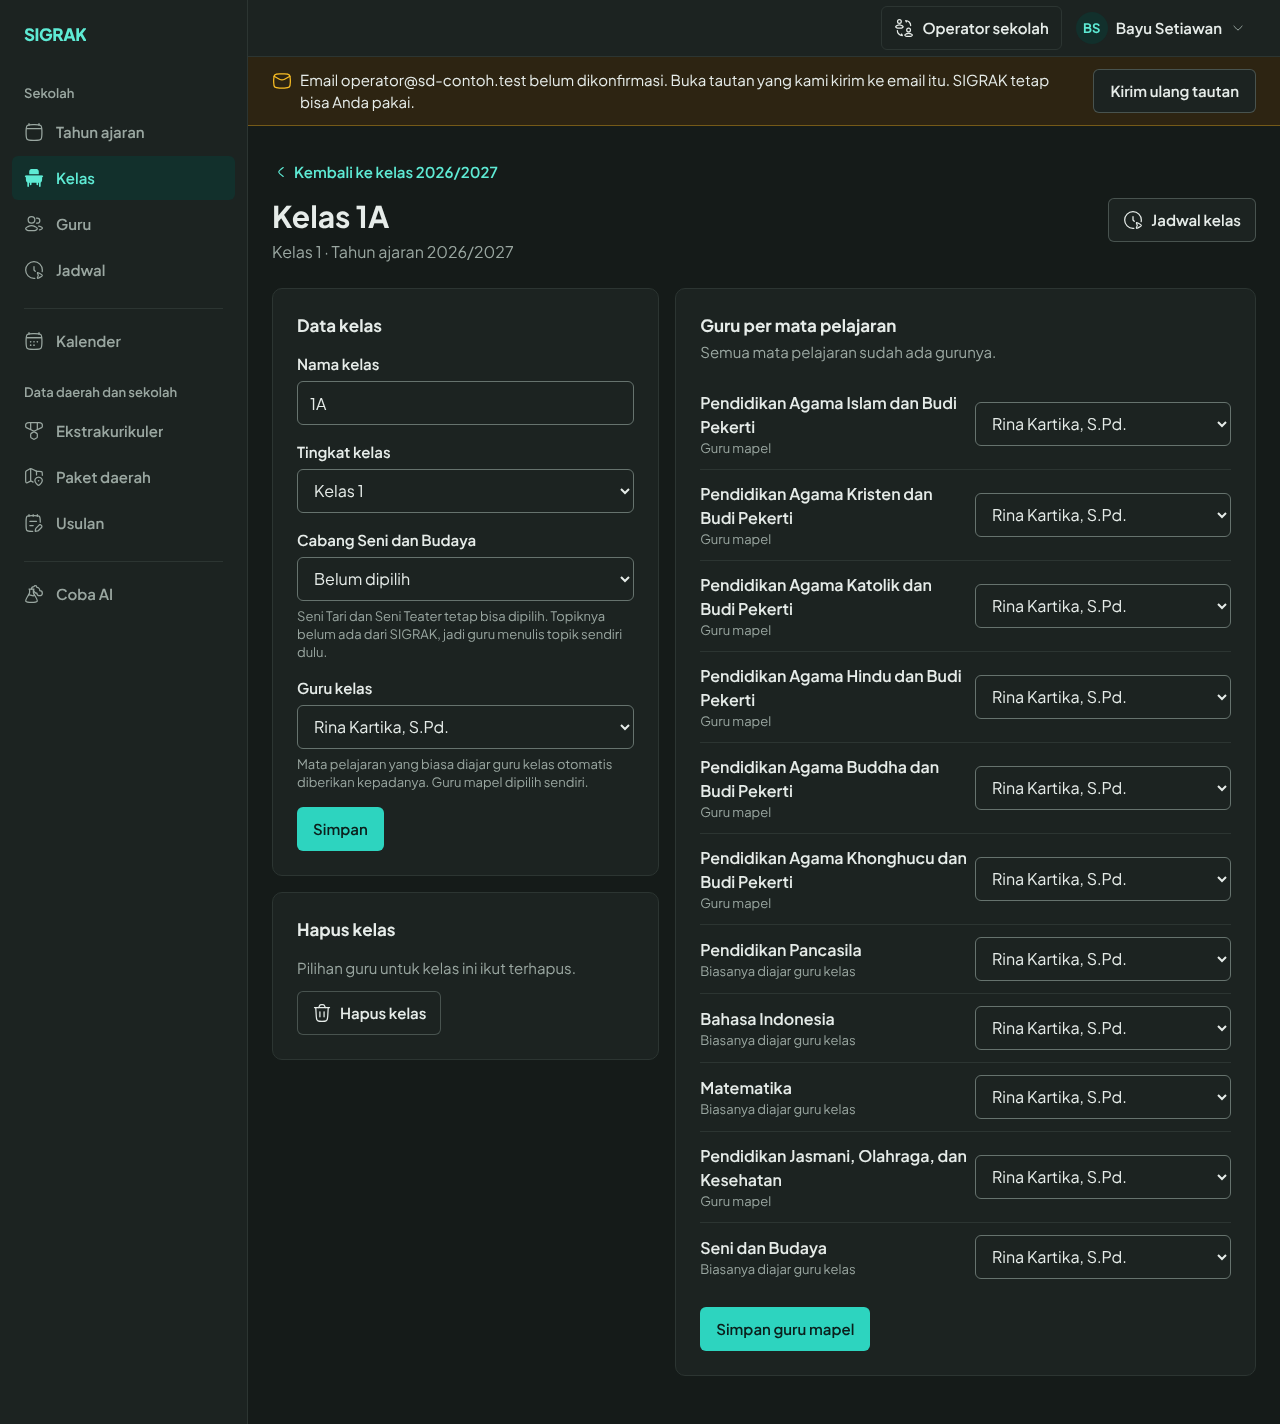 SIGRAK
Sekolah
Tahun ajaran
Kelas
Guru
Jadwal
Kalender
Data daerah dan sekolah
Ekstrakurikuler
Paket daerah
Usulan
Coba AI
Operator sekolah
BS Bayu Setiawan
Email operator@sd-contoh.test belum dikonfirmasi. Buka tautan yang kami kirim ke email itu. SIGRAK tetap
bisa Anda pakai.
Kirim ulang tautan
Kembali ke kelas 2026/2027
Kelas 1A
Kelas 1 · Tahun ajaran 2026/2027
Jadwal kelas
Data kelas
Nama kelas
1A
Tingkat kelas
Kelas 1
Cabang Seni dan Budaya
Belum dipilih
Seni Tari dan Seni Teater tetap bisa dipilih. Topiknya
belum ada dari SIGRAK, jadi guru menulis topik sendiri
dulu.
Guru kelas
Rina Kartika, S.Pd.
Mata pelajaran yang biasa diajar guru kelas otomatis
diberikan kepadanya. Guru mapel dipilih sendiri.
Simpan
Hapus kelas
Pilihan guru untuk kelas ini ikut terhapus.
Hapus kelas
Guru per mata pelajaran
Semua mata pelajaran sudah ada gurunya.
Pendidikan Agama Islam dan Budi
Pekerti
Guru mapel
Rina Kartika, S.Pd.
Pendidikan Agama Kristen dan
Budi Pekerti
Guru mapel
Rina Kartika, S.Pd.
Pendidikan Agama Katolik dan
Budi Pekerti
Guru mapel
Rina Kartika, S.Pd.
Pendidikan Agama Hindu dan Budi
Pekerti
Guru mapel
Rina Kartika, S.Pd.
Pendidikan Agama Buddha dan
Budi Pekerti
Guru mapel
Rina Kartika, S.Pd.
Pendidikan Agama Khonghucu dan
Budi Pekerti
Guru mapel
Rina Kartika, S.Pd.
Pendidikan Pancasila
Biasanya diajar guru kelas
Rina Kartika, S.Pd.
Bahasa Indonesia
Biasanya diajar guru kelas
Rina Kartika, S.Pd.
Matematika
Biasanya diajar guru kelas
Rina Kartika, S.Pd.
Pendidikan Jasmani, Olahraga, dan
Kesehatan
Guru mapel
Rina Kartika, S.Pd.
Seni dan Budaya
Biasanya diajar guru kelas
Rina Kartika, S.Pd.
Simpan guru mapel